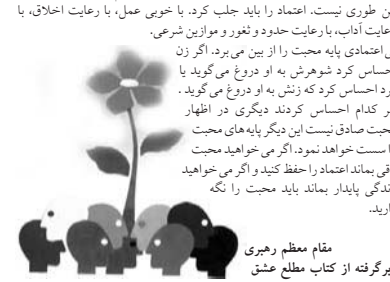 ن طوری نیست. اعتماد را باید جلب کرد. با خوبی عمل، با رعایت اخلاق، با
عایت آداب، با رعایت حدود و ثغور و موازین شرعی.
ی‌اعتمادی پایه محبت را از بین می‌برد. اگر زن
حساس کرد شوهرش به او دروغ می‌گوید یا
رد احساس کرد که زنش به او دروغ می‌گوید .
ر کدام احساس کردند دیگری در اظهار
حبت صادق نیست این دیگر پایه‌های محبت
ا سست خواهد نمود. اگر می‌خواهید محبت
قی بماند اعتماد را حفظ کنید و اگر می‌خواهید
ندگی پایدار بماند باید محبت را نگه
ارید.
مقام معظم رهبری
برگرفته از کتاب مطلع عشق